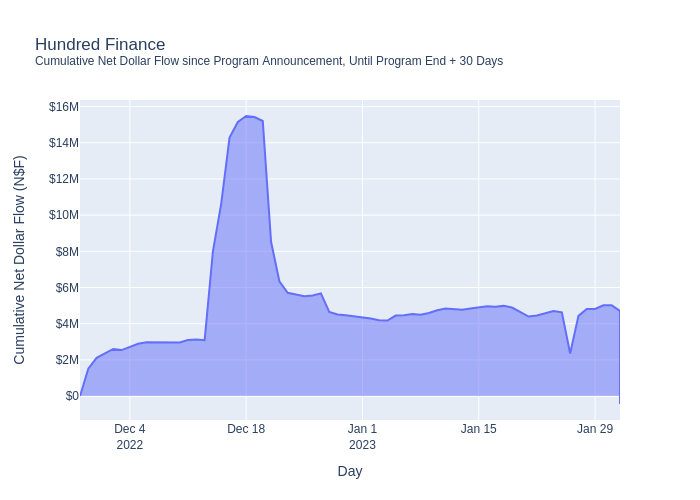 Hundred Finance
Cumulative Net Dollar Flow since Program Announcement, Until Program End + 30 Days
Cumulative Net Dollar Flow (N$F)
$16M
$14M
$12M
$10M
$8M
$6M
$4M
$2M
$0
Dec 4
2022
Dec 18
Jan 1
2023
Jan 15
Jan 29
Day